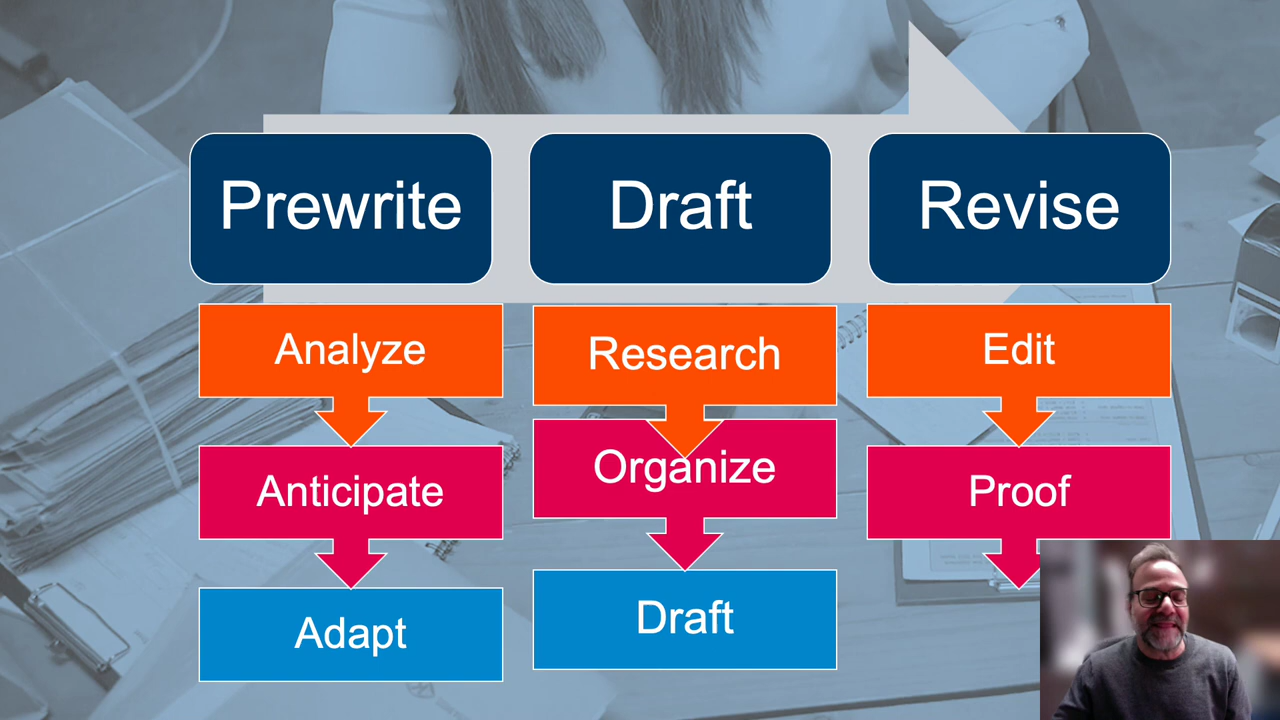 Prewrite
Draft
Revise
Analyze
Research
Edit
Anticipate
Organize
Proof
Adapt
Draft